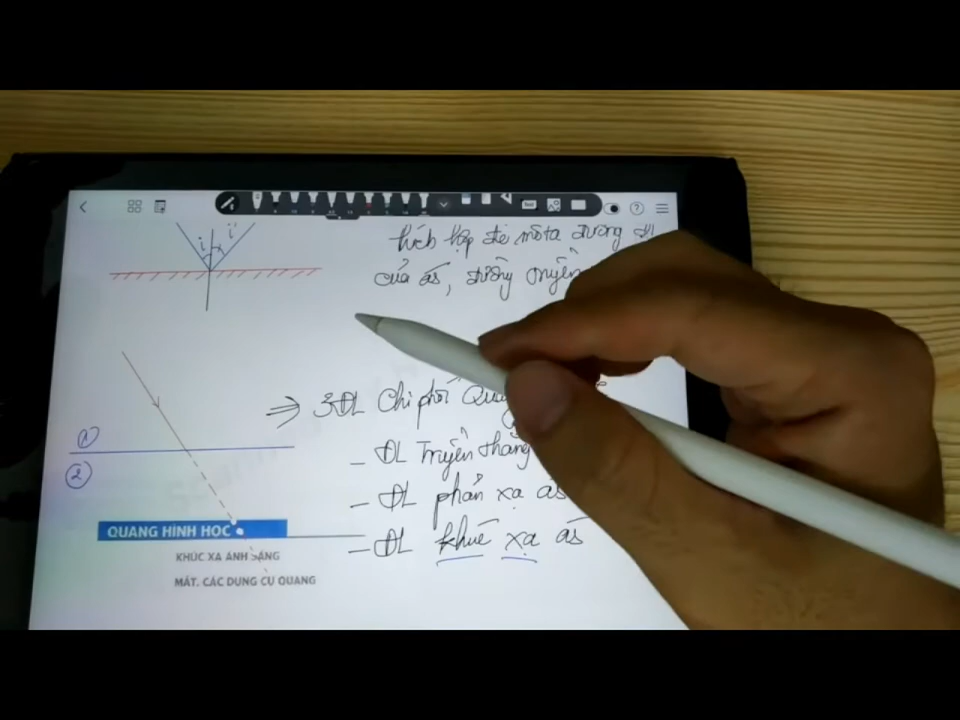 i i'
thích hợp để mô tả đường đi
của ás, đường truyền
⇒ 3ĐL Chi phối Quang
- ĐL Truyền thẳng
- ĐL phản xạ ás
- ĐL khúc xạ ás
1
2
QUANG HÌNH HỌC
KHÚC XẠ ÁNH SÁNG
MẮT. CÁC DỤNG CỤ QUANG